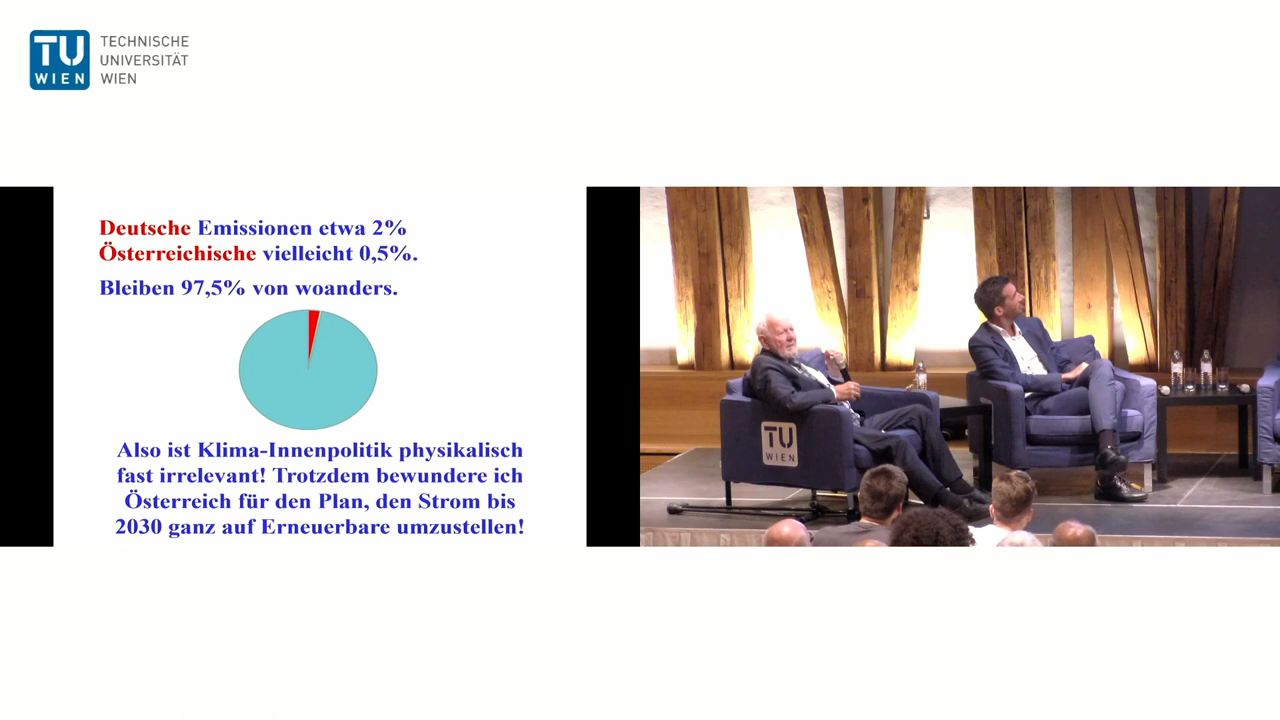 TU
WIEN
TECHNISCHE
UNIVERSITÄT
WIEN
Deutsche Emissionen etwa 2%
Österreichische vielleicht 0,5%.
Bleiben 97,5% von woanders.
Also ist Klima-Innenpolitik physikalisch
fast irrelevant! Trotzdem bewundere ich
Österreich für den Plan, den Strom bis
2030 ganz auf Erneuerbare umzustellen!
TU
WIEN